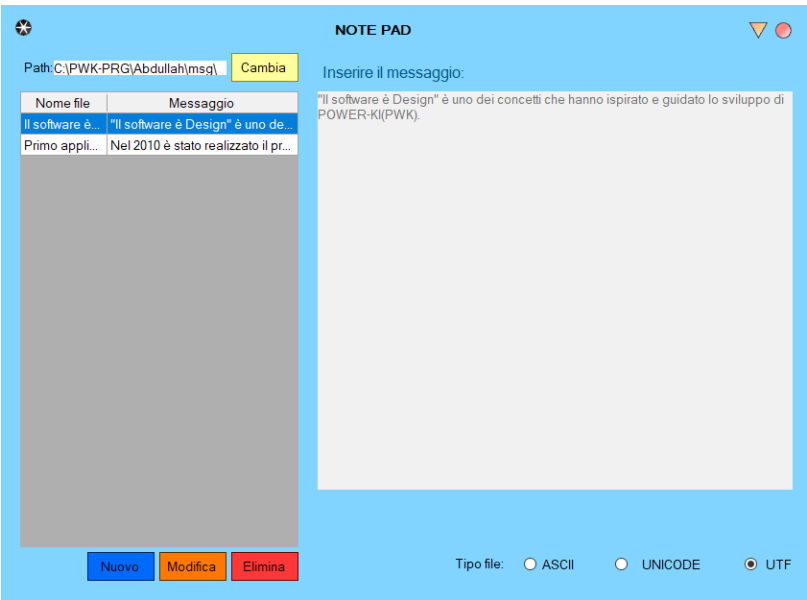 NOTE PAD
Path: C:\PWK-PRG\Abdullah\msg\ Cambia
Inserire il messaggio:
Nome file Messaggio
Il software è... "Il software è Design" è uno de...
Primo appli... Nel 2010 è stato realizzato il pr...
"Il software è Design" è uno dei concetti che hanno ispirato e guidato lo sviluppo di
POWER-KI(PWK).
Nuovo Modifica Elimina
Tipo file: ASCII UNICODE UTF